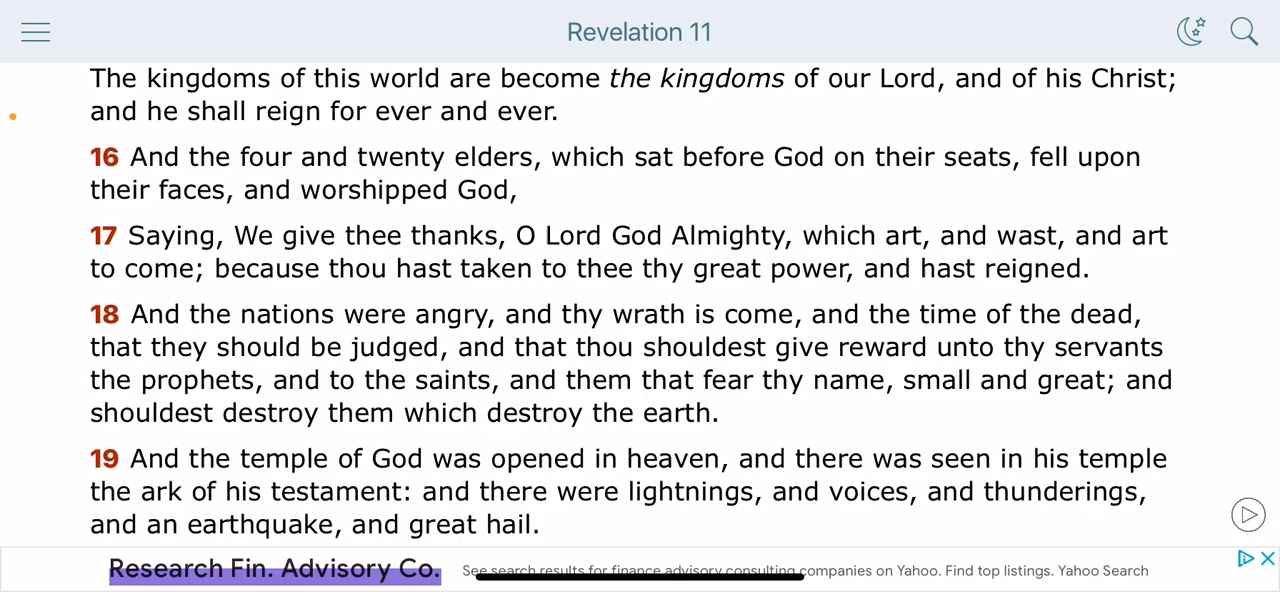 Revelation 11
The kingdoms of this world are become the kingdoms of our Lord, and of his Christ;
and he shall reign for ever and ever.
16 And the four and twenty elders, which sat before God on their seats, fell upon
their faces, and worshipped God,
17 Saying, We give thee thanks, O Lord God Almighty, which art, and wast, and art
to come; because thou hast taken to thee thy great power, and hast reigned.
18 And the nations were angry, and thy wrath is come, and the time of the dead,
that they should be judged, and that thou shouldest give reward unto thy servants
the prophets, and to the saints, and them that fear thy name, small and great; and
shouldest destroy them which destroy the earth.
19 And the temple of God was opened in heaven, and there was seen in his temple
the ark of his testament: and there were lightnings, and voices, and thunderings,
and an earthquake, and great hail.
Research Fin. Advisory Co. See search results for finance advisory consulting companies on Yahoo. Find top listings. Yahoo Search